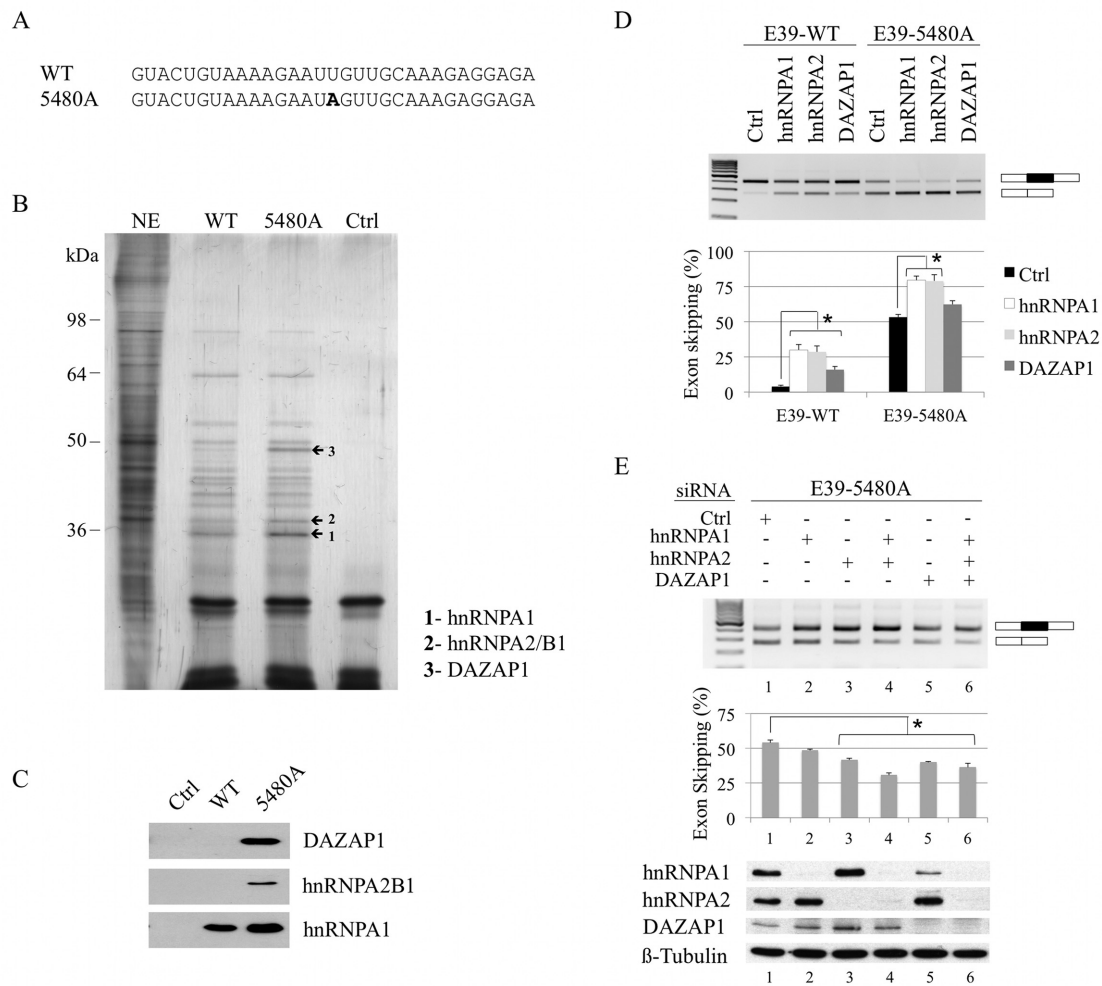 A
WT GUACUGUAAAAGAAUUGUUGCAAAGAGGAGA
5480A GUACUGUAAAAGAAUAGUUGCAAAGAGGAGA
B
NE WT 5480A Ctrl
kDa
98
64
50
36
3
2
1
1- hnRNPA1
2- hnRNPA2/B1
3- DAZAP1
C
Ctrl WT 5480A
DAZAP1
hnRNPA2B1
hnRNPA1
D
E39-WT E39-5480A
Ctrl hnRNPA1 hnRNPA2 DAZAP1 Ctrl hnRNPA1 hnRNPA2 DAZAP1
Exon skipping (%)
100
75
50
25
0
* *
E39-WT E39-5480A
Ctrl
hnRNPA1
hnRNPA2
DAZAP1
E
siRNA E39-5480A
Ctrl + - - - - -
hnRNPA1 - + - + - +
hnRNPA2 - - + + - +
DAZAP1 - - - - + +
1 2 3 4 5 6
Exon Skipping (%)
75
50
25
0
*
1 2 3 4 5 6
hnRNPA1
hnRNPA2
DAZAP1
ß-Tubulin
1 2 3 4 5 6